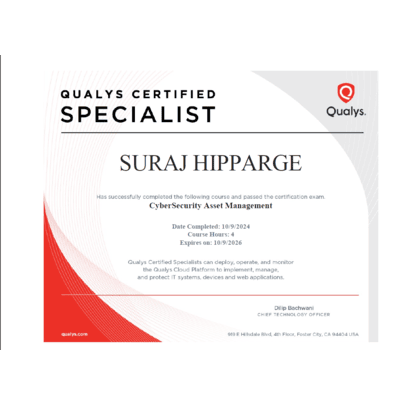 QUALYS CERTIFIED
SPECIALIST
Qualys.
SURAJ HIPPARGE
Has successfully completed the following course and passed the certification exam.
CyberSecurity Asset Management
Date Completed: 10/9/2024
Course Hours: 4
Expires on: 10/9/2026
Qualys Certified Specialists can deploy, operate, and monitor
the Qualys Cloud Platform to implement, manage,
and protect IT systems, devices and web applications.
Dilip Bachwani
CHIEF TECHNOLOGY OFFICER
qualys.com
919 E Hillsdale Blvd, 4th Floor, Foster City, CA 94404 USA